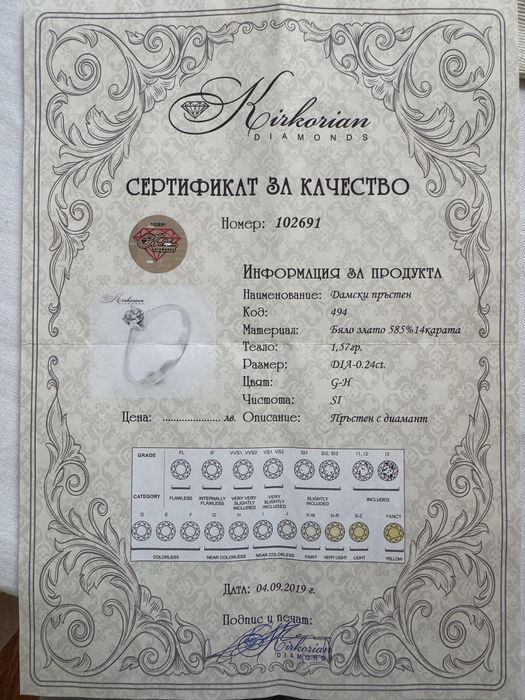 Kirkorian
DIAMONDS
СЕРТИФИКАТ ЗА КАЧЕСТВО
Номер: 102691
102691
Информация за продукта
Kirkorian
Наименование: Дамски пръстен
Код: 494
Материал: Бяло злато 585%14карата
Тегло: 1,57гр.
Размер: DIA-0.24ct.
Цвят: G-H
Чистота: SI
Цена: ..................... лв. Описание: Пръстен с диамант
GRADE FL IF VVS1, VVS2 VS1, VS2 SI1 SI2, SI3 I1, I2 I3
CATEGORY FLAWLESS INTERNALLY FLAWLESS VERY VERY SLIGHTLY INCLUDED VERY SLIGHTLY INCLUDED SLIGHTLY INCLUDED INCLUDED
D E F G H I J K-M N-R S-Z FANCY
COLORLESS NEAR COLORLESS NEAR COLORLESS FAINT VERY LIGHT LIGHT YELLOW
Дата: 04.09.2019 г.
Подпис и печат:
Kirkorian
DIAMOND